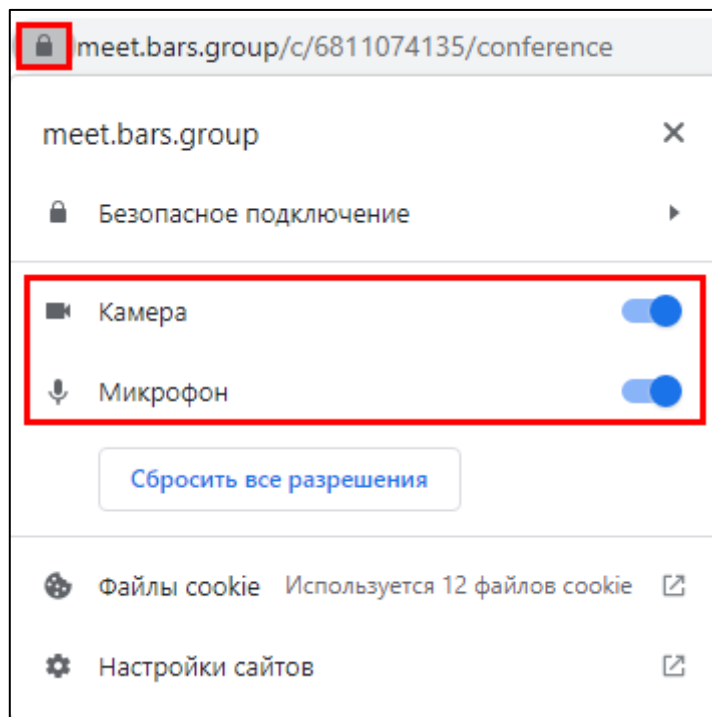 meet.bars.group/c/6811074135/conference
meet.bars.group
Безопасное подключение
Камера
Микрофон
Сбросить все разрешения
Файлы cookie Используется 12 файлов cookie
Настройки сайтов